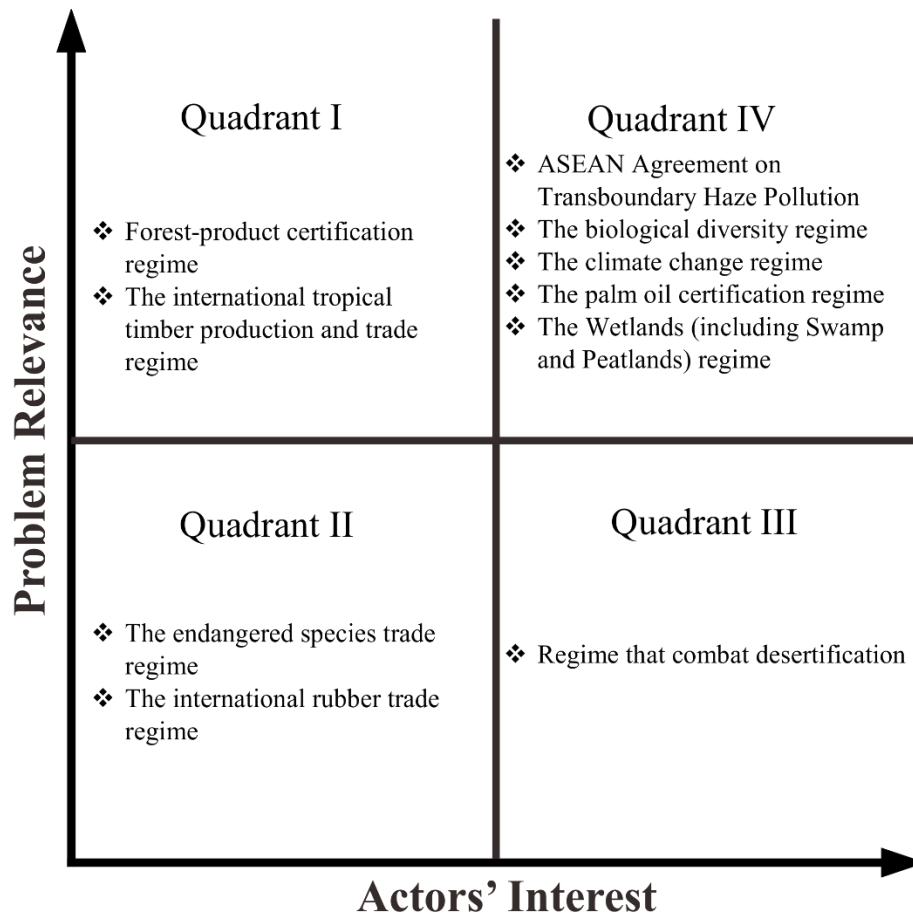 Problem Relevance
Quadrant I
❖ Forest-product certification
regime
❖ The international tropical
timber production and trade
regime
Quadrant IV
❖ ASEAN Agreement on
Transboundary Haze Pollution
❖ The biological diversity regime
❖ The climate change regime
❖ The palm oil certification regime
❖ The Wetlands (including Swamp
and Peatlands) regime
Quadrant II
❖ The endangered species trade
regime
❖ The international rubber trade
regime
Quadrant III
❖ Regime that combat desertification
Actors’ Interest